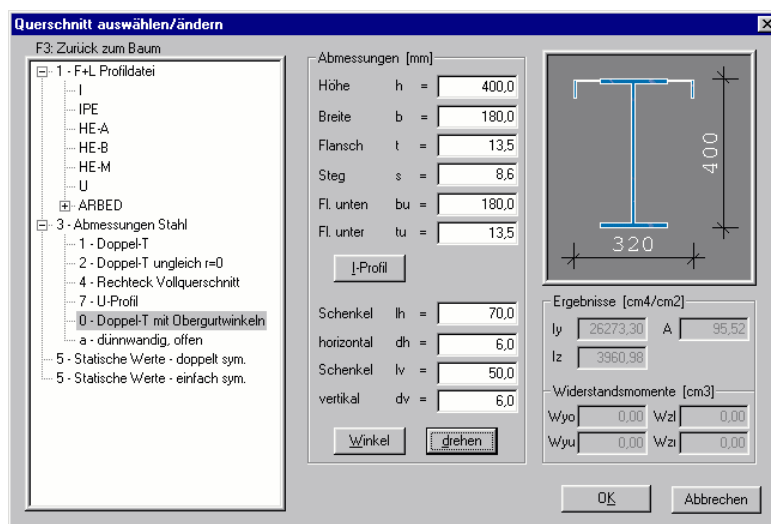 Querschnitt auswählen/ändern
F3: Zurück zum Baum
1 - F+L Profildatei
I
IPE
HE-A
HE-B
HE-M
U
ARBED
3 - Abmessungen Stahl
1 - Doppel-T
2 - Doppel-T ungleich r=0
4 - Rechteck Vollquerschnitt
7 - U-Profil
0 - Doppel-T mit Obergurtwinkeln
a - dünnwandig, offen
5 - Statische Werte - doppelt sym.
5 - Statische Werte - einfach sym.
Abmessungen [mm]
Höhe h = 400,0
Breite b = 180,0
Flansch t = 13,5
Steg s = 8,6
Fl. unten bu = 180,0
Fl. unter tu = 13,5
I-Profil
Schenkel lh = 70,0
horizontal dh = 6,0
Schenkel lv = 50,0
vertikal dv = 6,0
Winkel drehen
400
320
Ergebnisse [cm4/cm2]
Iy 26273,30 A 95,52
Iz 3960,98
Widerstandsmomente [cm3]
Wyo 0,00 Wzl 0,00
Wyu 0,00 Wzı 0,00
OK Abbrechen